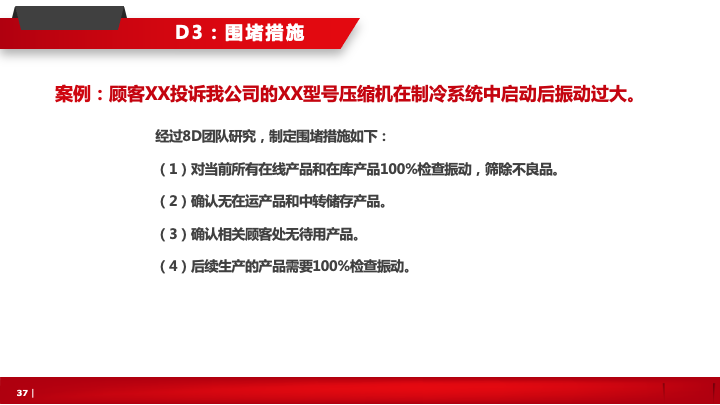 D3：围堵措施
案例：顾客XX投诉我公司的XX型号压缩机在制冷系统中启动后振动过大。
经过8D团队研究，制定围堵措施如下：
（1）对当前所有在线产品和在库产品100%检查振动，筛除不良品。
（2）确认无在运产品和中转储存产品。
（3）确认相关顾客处无待用产品。
（4）后续生产的产品需要100%检查振动。
37 |